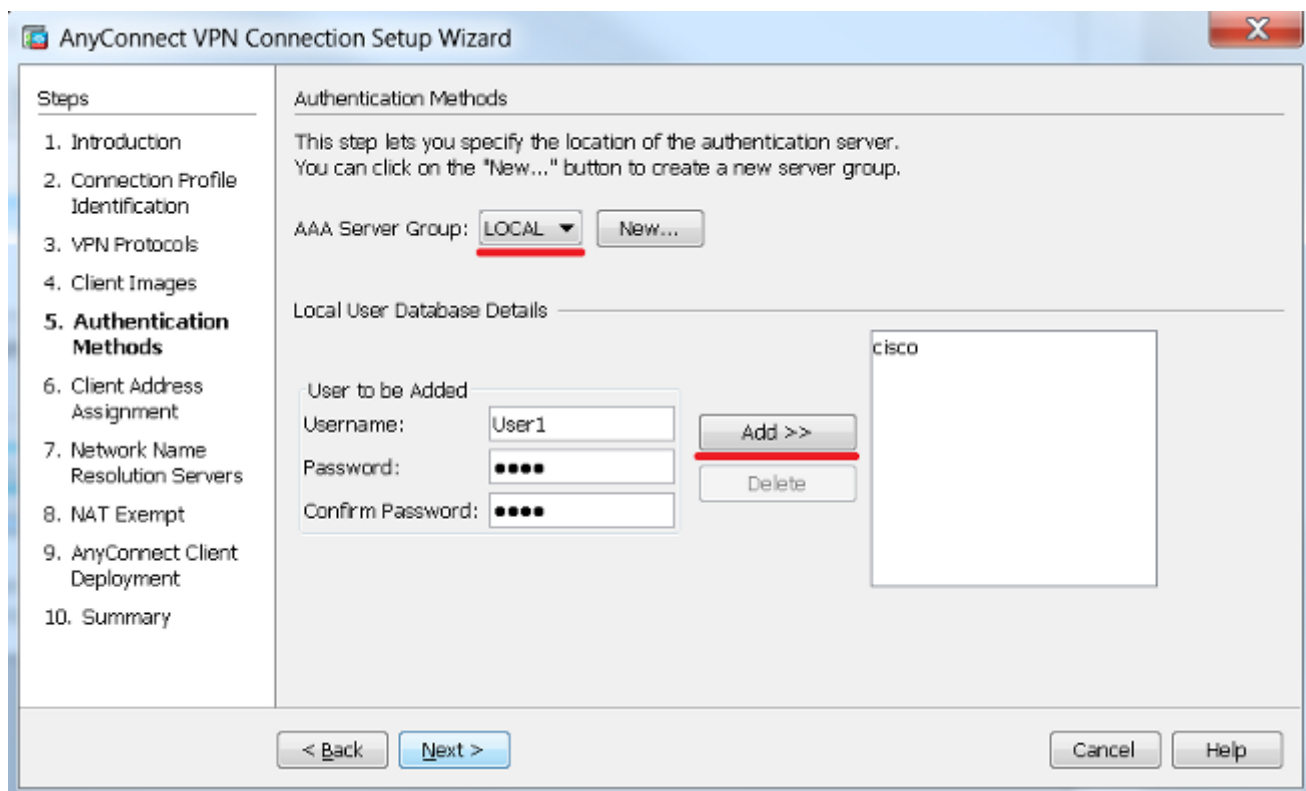 AnyConnect VPN Connection Setup Wizard
X
Steps
1. Introduction
2. Connection Profile
Identification
3. VPN Protocols
4. Client Images
5. Authentication
Methods
6. Client Address
Assignment
7. Network Name
Resolution Servers
8. NAT Exempt
9. AnyConnect Client
Deployment
10. Summary
Authentication Methods
This step lets you specify the location of the authentication server.
You can click on the "New..." button to create a new server group.
AAA Server Group: LOCAL New...
Local User Database Details
User to be Added
Username: User1
Password: ●●●●
Confirm Password: ●●●●
Add >>
Delete
cisco
< Back Next > Cancel Help